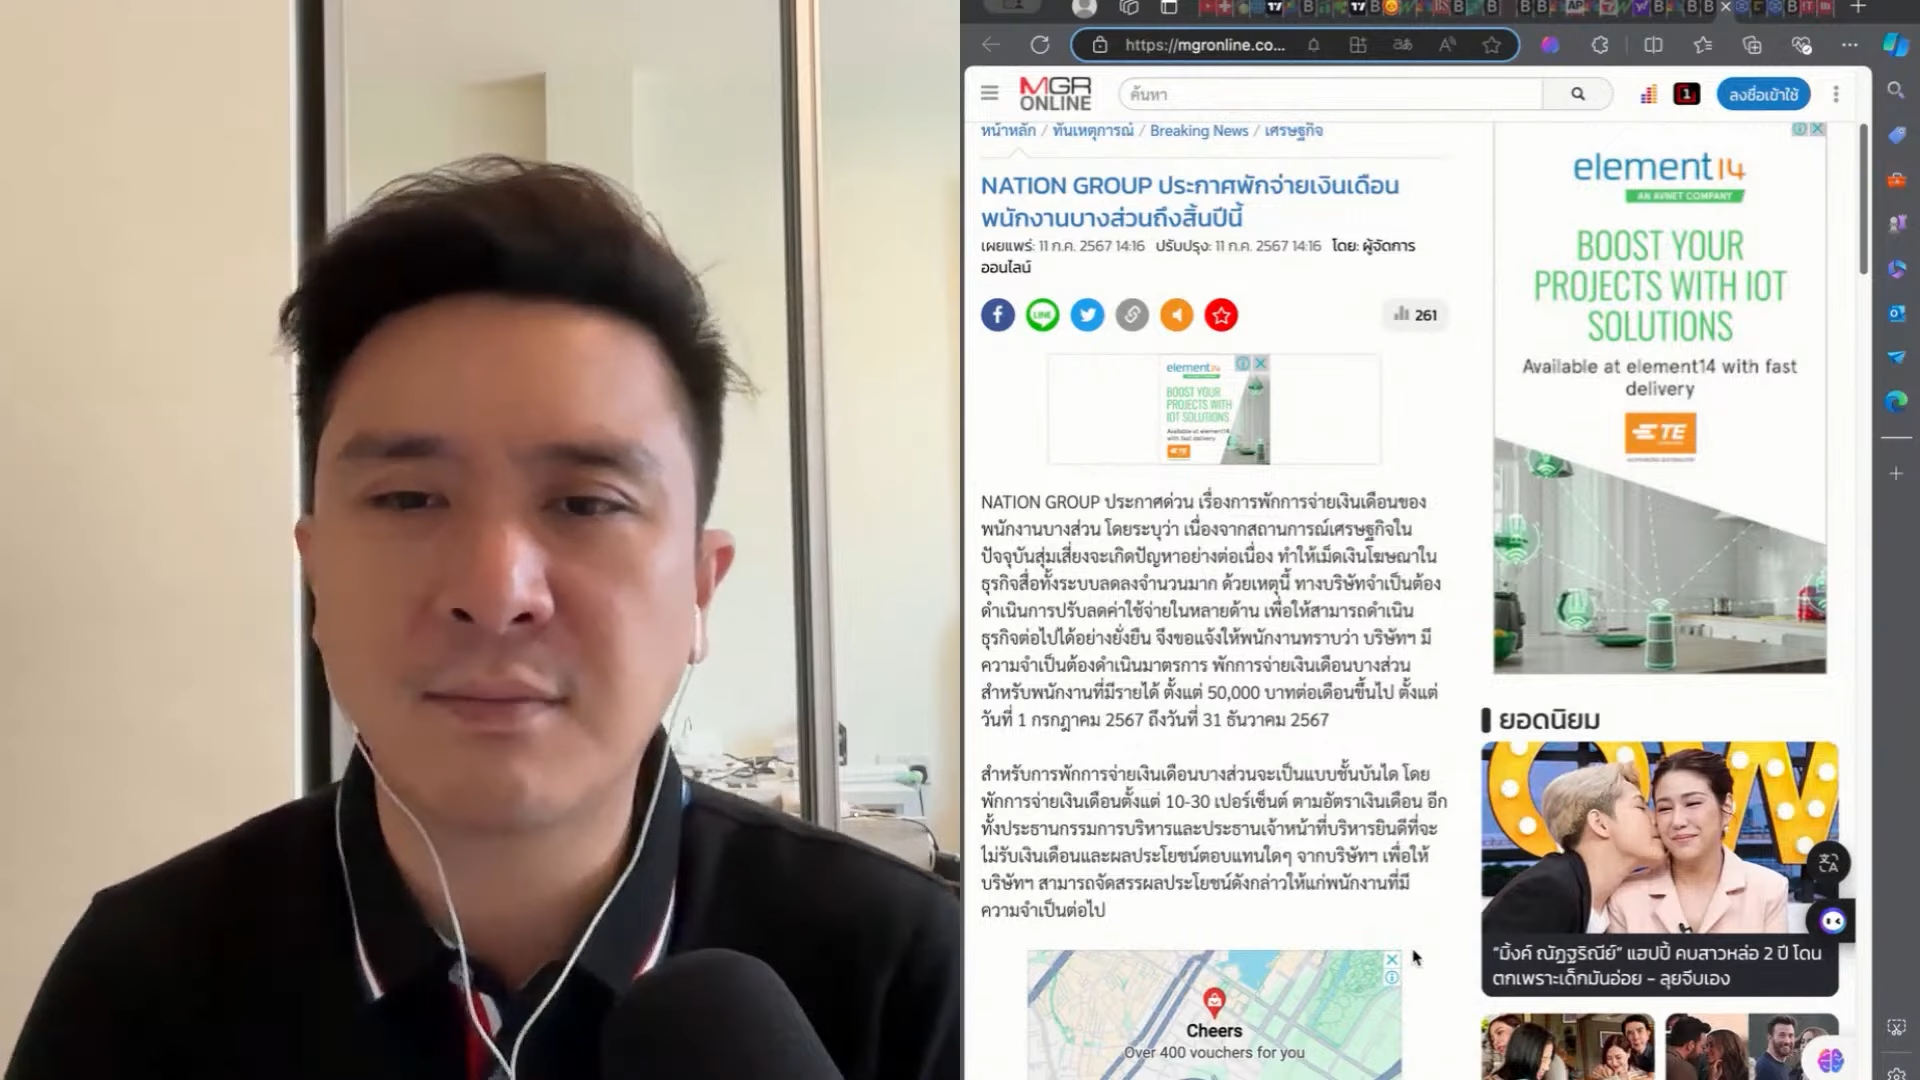 https://mgronline.co...
MGR
ONLINE
ค้นหา
1
ลงชื่อเข้าใช้
หน้าหลัก / ทันเหตุการณ์ / Breaking News / เศรษฐกิจ
NATION GROUP ประกาศพักจ่ายเงินเดือน
พนักงานบางส่วนถึงสิ้นปีนี้
เผยแพร่: 11 ก.ค. 2567 14:16 ปรับปรุง: 11 ก.ค. 2567 14:16 โดย: ผู้จัดการ
ออนไลน์
LINE
261
element14
BOOST YOUR
PROJECTS WITH
IOT SOLUTIONS
Available at element14
with fast delivery
TE
NATION GROUP ประกาศด่วน เรื่องการพักการจ่ายเงินเดือนของ
พนักงานบางส่วน โดยระบุว่า เนื่องจากสถานการณ์เศรษฐกิจใน
ปัจจุบันสุ่มเสี่ยงจะเกิดปัญหาอย่างต่อเนื่อง ทำให้เม็ดเงินโฆษณาใน
ธุรกิจสื่อทั้งระบบลดลงจำนวนมาก ด้วยเหตุนี้ ทางบริษัทจำเป็นต้อง
ดำเนินการปรับลดค่าใช้จ่ายในหลายด้าน เพื่อให้สามารถดำเนิน
ธุรกิจต่อไปได้อย่างยั่งยืน จึงขอแจ้งให้พนักงานทราบว่า บริษัทฯ มี
ความจำเป็นต้องดำเนินมาตรการ พักการจ่ายเงินเดือนบางส่วน
สำหรับพนักงานที่มีรายได้ ตั้งแต่ 50,000 บาทต่อเดือนขึ้นไป ตั้งแต่
วันที่ 1 กรกฎาคม 2567 ถึงวันที่ 31 ธันวาคม 2567
สำหรับการพักการจ่ายเงินเดือนบางส่วนจะเป็นแบบขั้นบันได โดย
พักการจ่ายเงินเดือนตั้งแต่ 10-30 เปอร์เซ็นต์ ตามอัตราเงินเดือน อีก
ทั้งประธานกรรมการบริหารและประธานเจ้าหน้าที่บริหารยินดีที่จะ
ไม่รับเงินเดือนและผลประโยชน์ตอบแทนใดๆ จากบริษัทฯ เพื่อให้
บริษัทฯ สามารถจัดสรรผลประโยชน์ดังกล่าวให้แก่พนักงานที่มี
ความจำเป็นต่อไป
Cheers
Over 400 vouchers for you
element14
AN AVNET COMPANY
BOOST YOUR
PROJECTS WITH IOT
SOLUTIONS
Available at element14 with fast
delivery
TE
ยอดนิยม
"มิ้งค์ ณัฏฐริณีย์" แฮปปี้ คบสาวหล่อ 2 ปี โดน
ตกเพราะเด็กมันอ่อย - ลุยจีบเอง